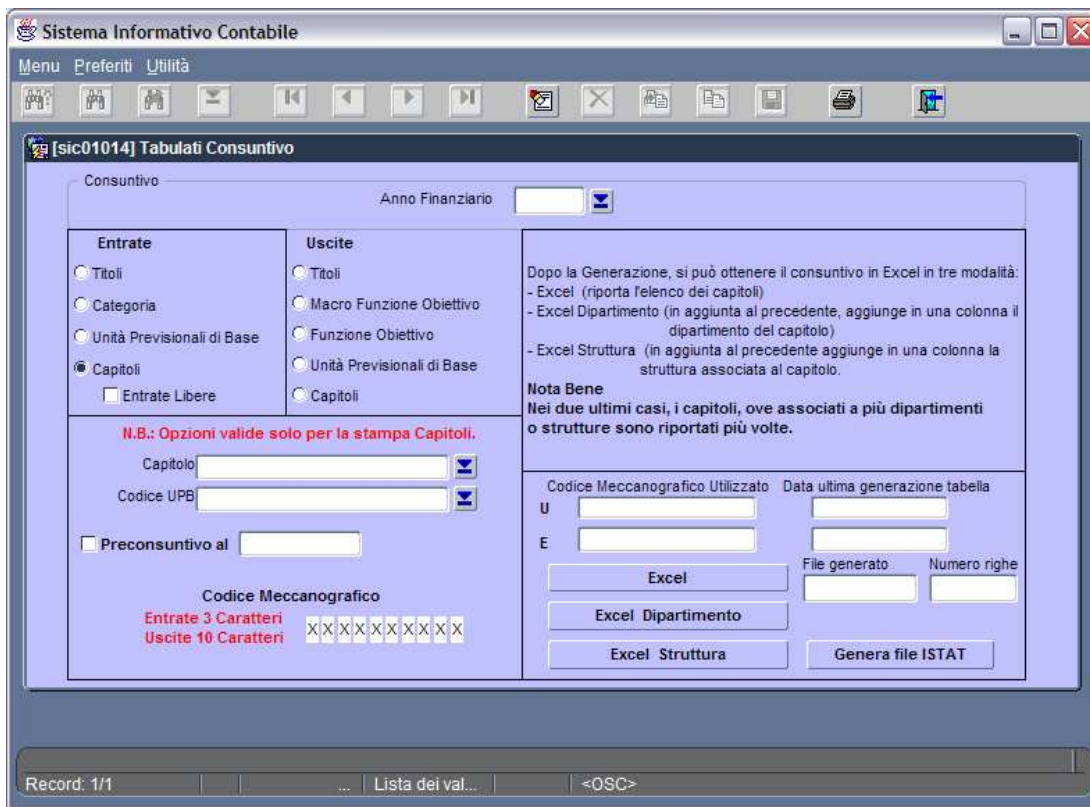 Sistema Informativo Contabile
Menu Preferiti Utilità
[sic01014] Tabulati Consuntivo
Consuntivo
Anno Finanziario
Entrate
Titoli
Categoria
Unità Previsionali di Base
Capitoli
Entrate Libere
Uscite
Titoli
Macro Funzione Obiettivo
Funzione Obiettivo
Unità Previsionali di Base
Capitoli
Dopo la Generazione, si può ottenere il consuntivo in Excel in tre modalità:
- Excel (riporta l'elenco dei capitoli)
- Excel Dipartimento (in aggiunta al precedente, aggiunge in una colonna il
dipartimento del capitolo)
- Excel Struttura (in aggiunta al precedente aggiunge in una colonna la
struttura associata al capitolo.
Nota Bene
Nei due ultimi casi, i capitoli, ove associati a più dipartimenti
o strutture sono riportati più volte.
N.B.: Opzioni valide solo per la stampa Capitoli.
Capitolo
Codice UPB
Preconsuntivo al
Codice Meccanografico
Entrate 3 Caratteri
Uscite 10 Caratteri
X X X X X X X X X X
Codice Meccanografico Utilizzato Data ultima generazione tabella
U
E
File generato Numero righe
Excel
Excel Dipartimento
Excel Struttura
Genera file ISTAT
Record: 1/1 ... Lista dei val... <OSC>